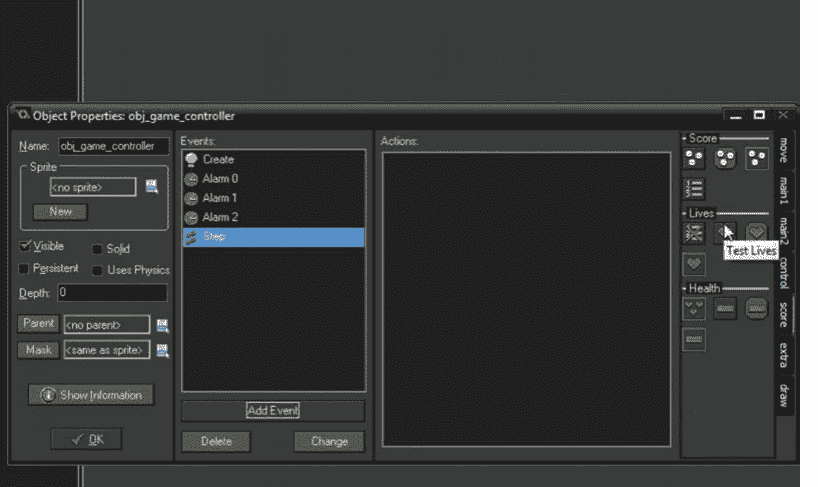 Object Properties: obj_game_controller
Name: obj_game_controller
Sprite
<no sprite>
New
Visible
Solid
Persistent
Uses Physics
Depth: 0
Parent
<no parent>
Mask
<same as sprite>
Show Information
OK
Events:
Create
Alarm 0
Alarm 1
Alarm 2
Step
Add Event
Delete
Change
Actions:
Score
Lives
Test Lives
Health
move
main1
main2
control
score
extra
draw